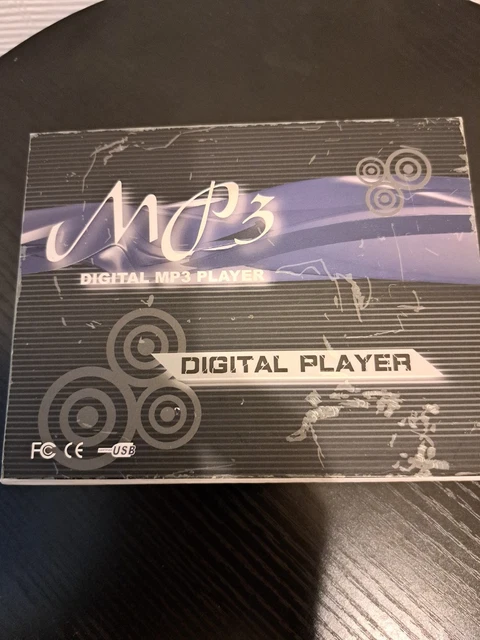 MP3
DIGITAL MP3 PLAYER
DIGITAL PLAYER
FC CE USB